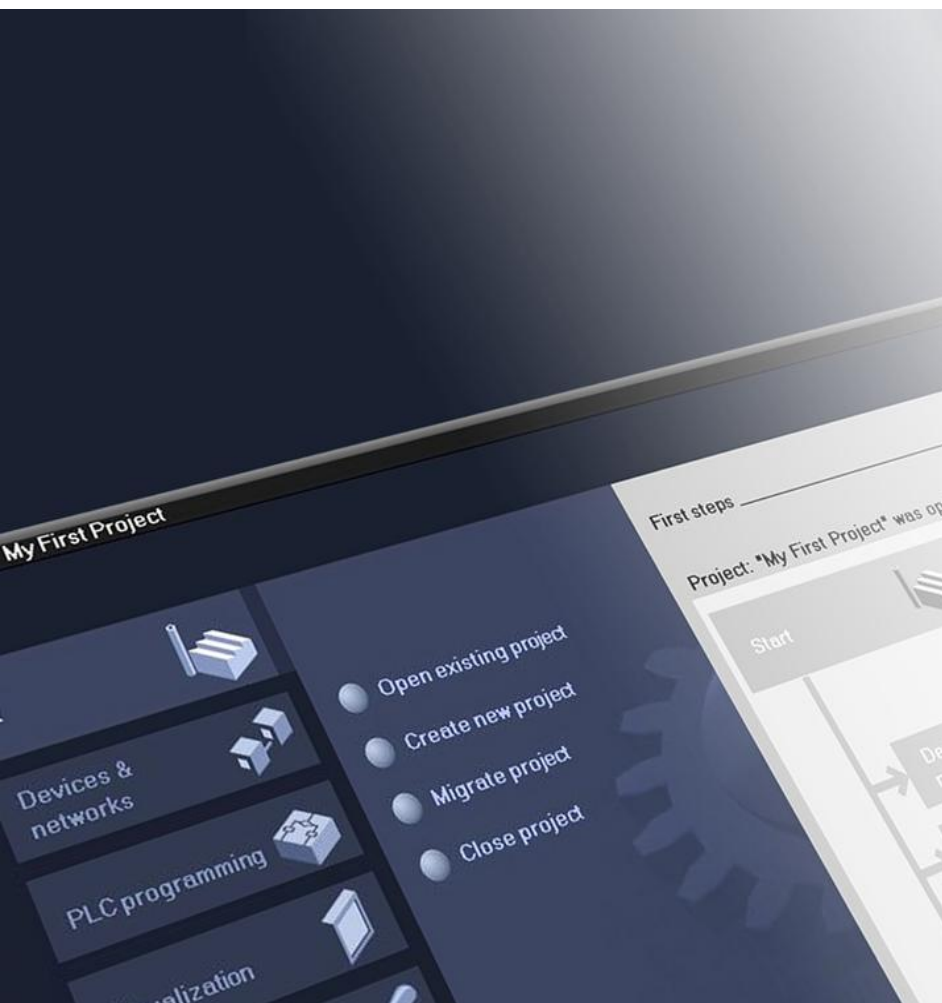 My First Project
First steps
Project: "My First Project" was
Start
Open existing project
Create new project
Migrate project
Close project
Devices &
networks
PLC programming